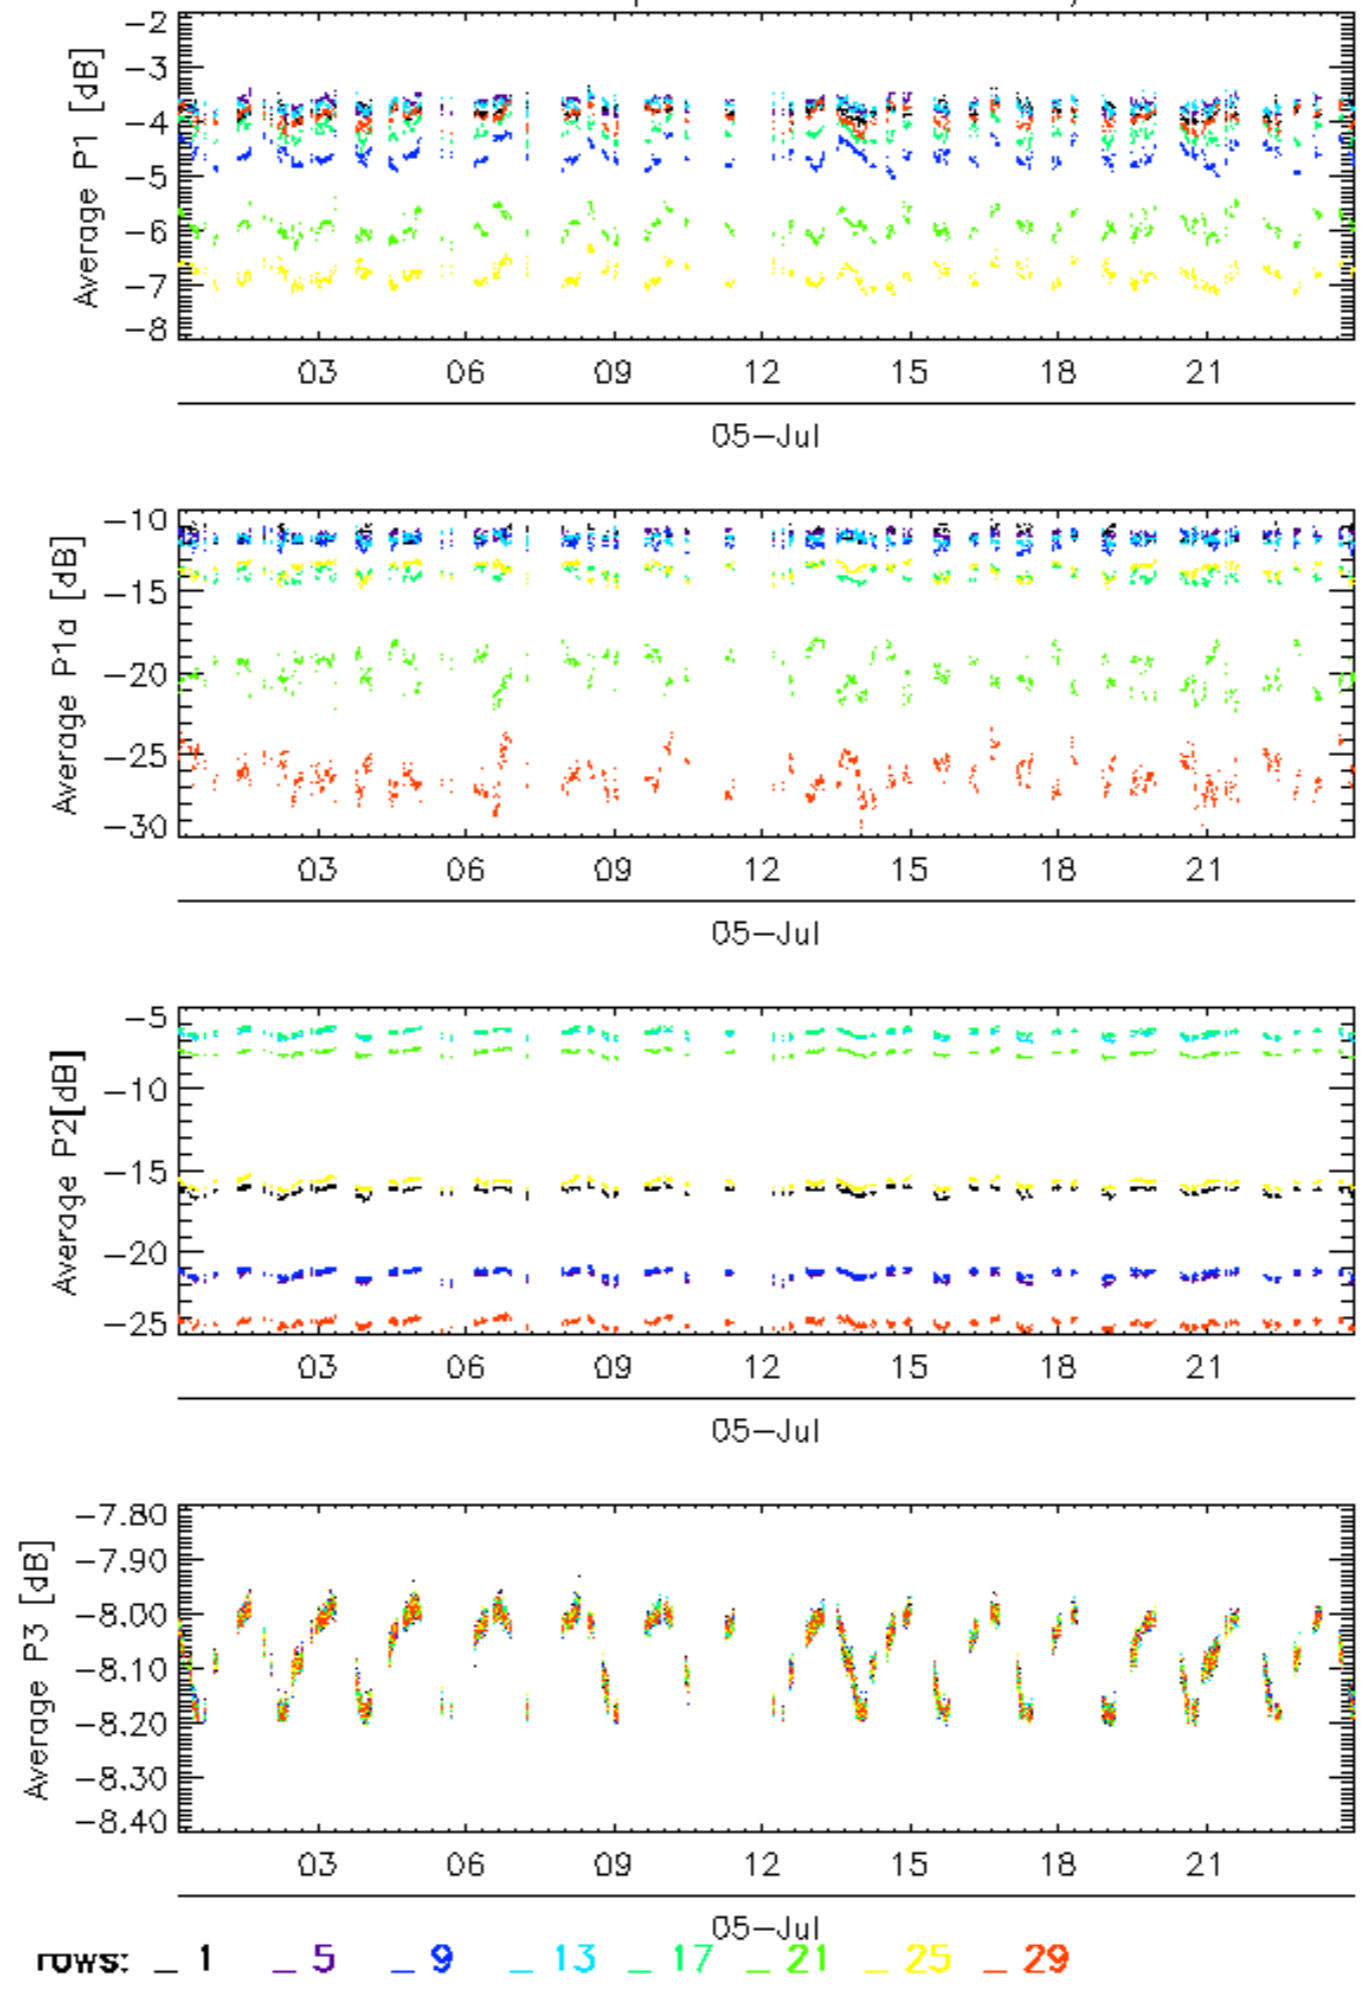 Average P1 [dB]
-2
-3
-4
-5
-6
-7
-8
03 06 09 12 15 18 21
05-Jul
Average P1a [dB]
-10
-15
-20
-25
-30
03 06 09 12 15 18 21
05-Jul
Average P2[dB]
-5
-10
-15
-20
-25
03 06 09 12 15 18 21
05-Jul
Average P3 [dB]
-7.80
-7.90
-8.00
-8.10
-8.20
-8.30
-8.40
03 06 09 12 15 18 21
05-Jul
rows: _ 1 _ 5 _ 9 _ 13 _ 17 _ 21 _ 25 _ 29